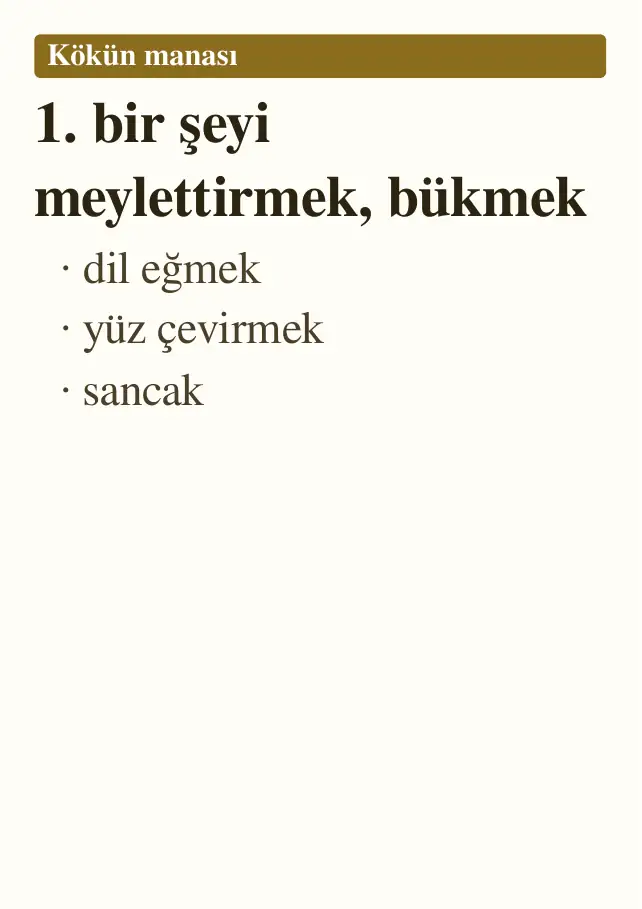 Kökün manası
1. bir şeyi
meylettirmek, bükmek
· dil eğmek
· yüz çevirmek
· sancak